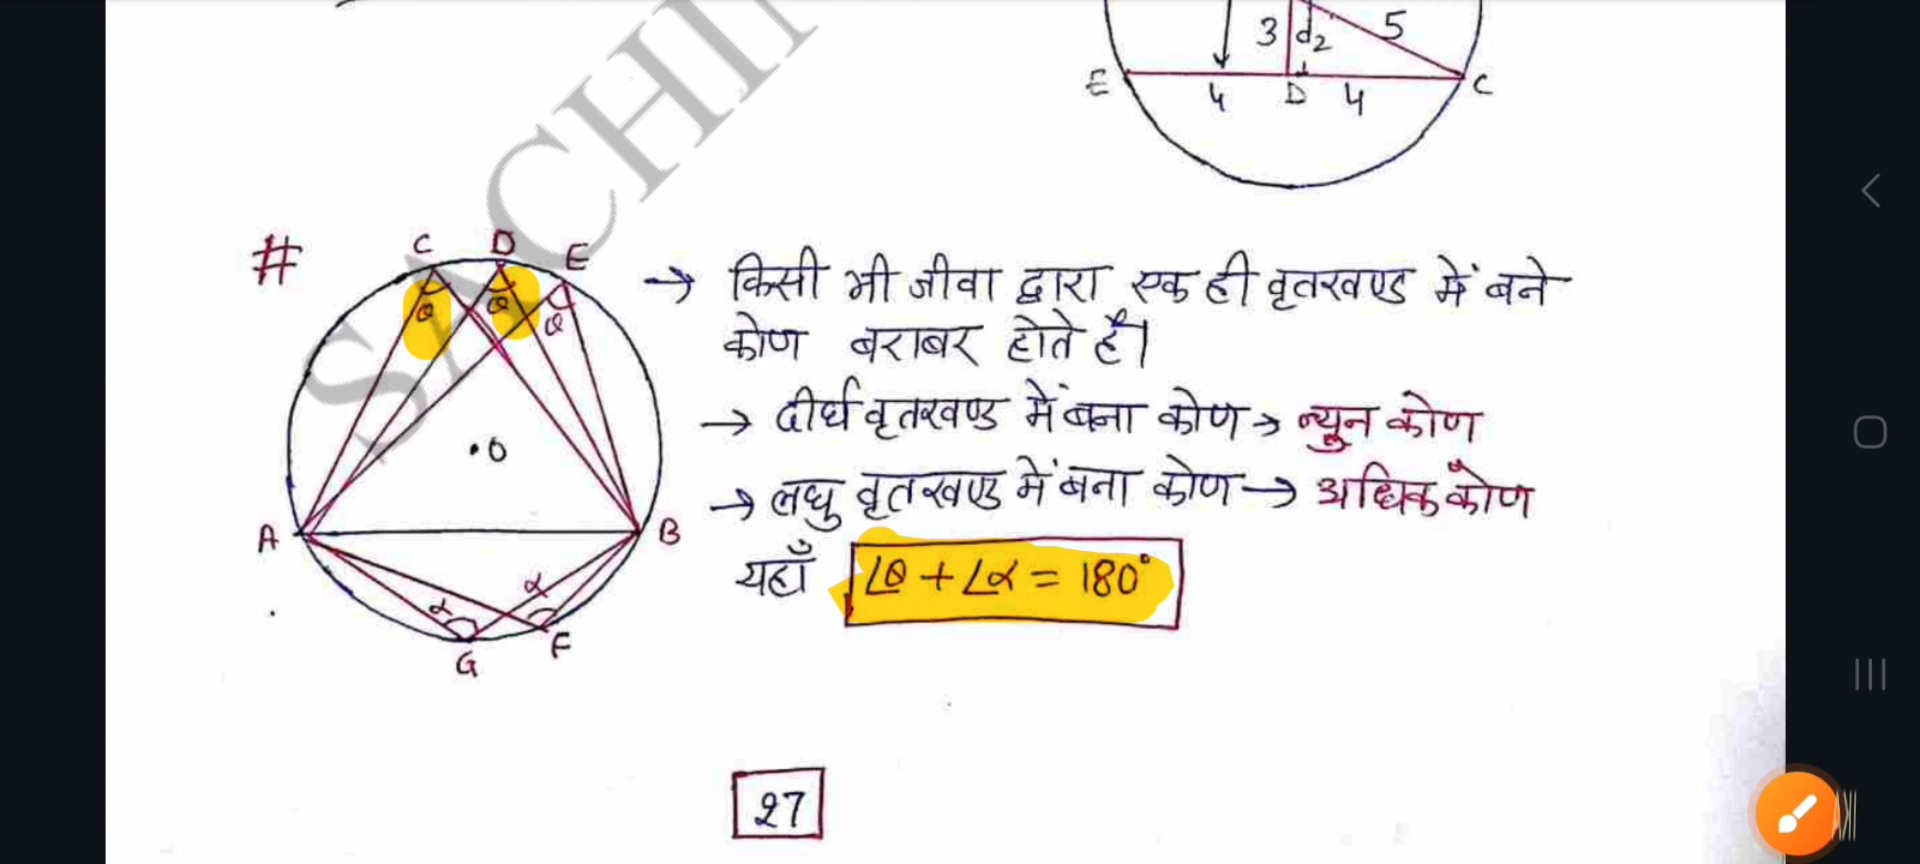 3 d₂ 5
E 4 D 4 C
SACHI
#
C D E
θ θ θ
→ किसी भी जीवा द्वारा एक ही वृतखण्ड में बने
कोण बराबर होते हैं।
→ दीर्घ वृतखण्ड में बना कोण → न्युन कोण
•O
→ लघु वृतखण्ड में बना कोण → अधिक कोण
A B
यहाँ ∠θ + ∠α = 180°
α α
G F
27